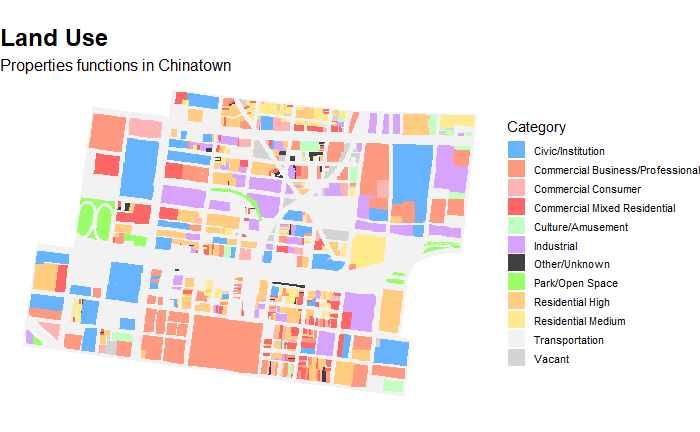 Land Use
Properties functions in Chinatown
Category
Civic/Institution
Commercial Business/Professional
Commercial Consumer
Commercial Mixed Residential
Culture/Amusement
Industrial
Other/Unknown
Park/Open Space
Residential High
Residential Medium
Transportation
Vacant